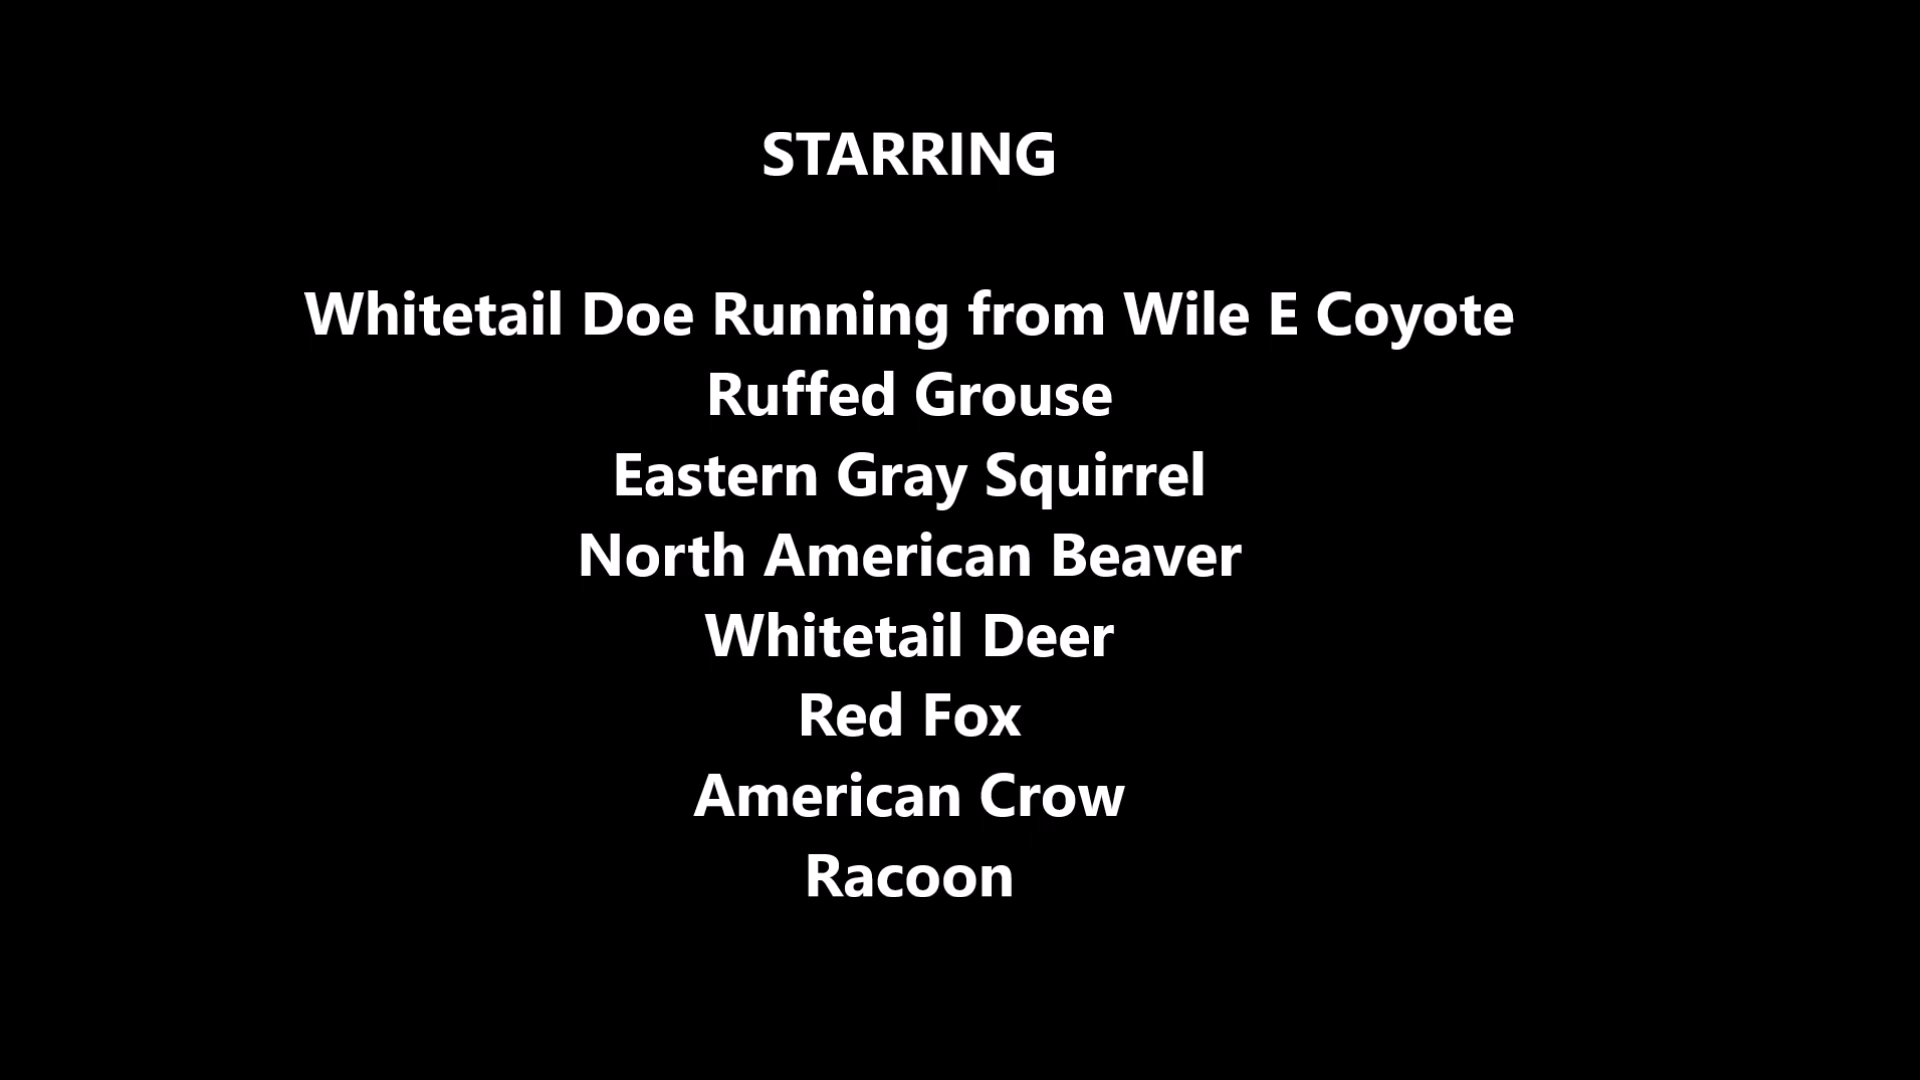 STARRING
Whitetail Doe Running from Wile E Coyote
Ruffed Grouse
Eastern Gray Squirrel
North American Beaver
Whitetail Deer
Red Fox
American Crow
Racoon